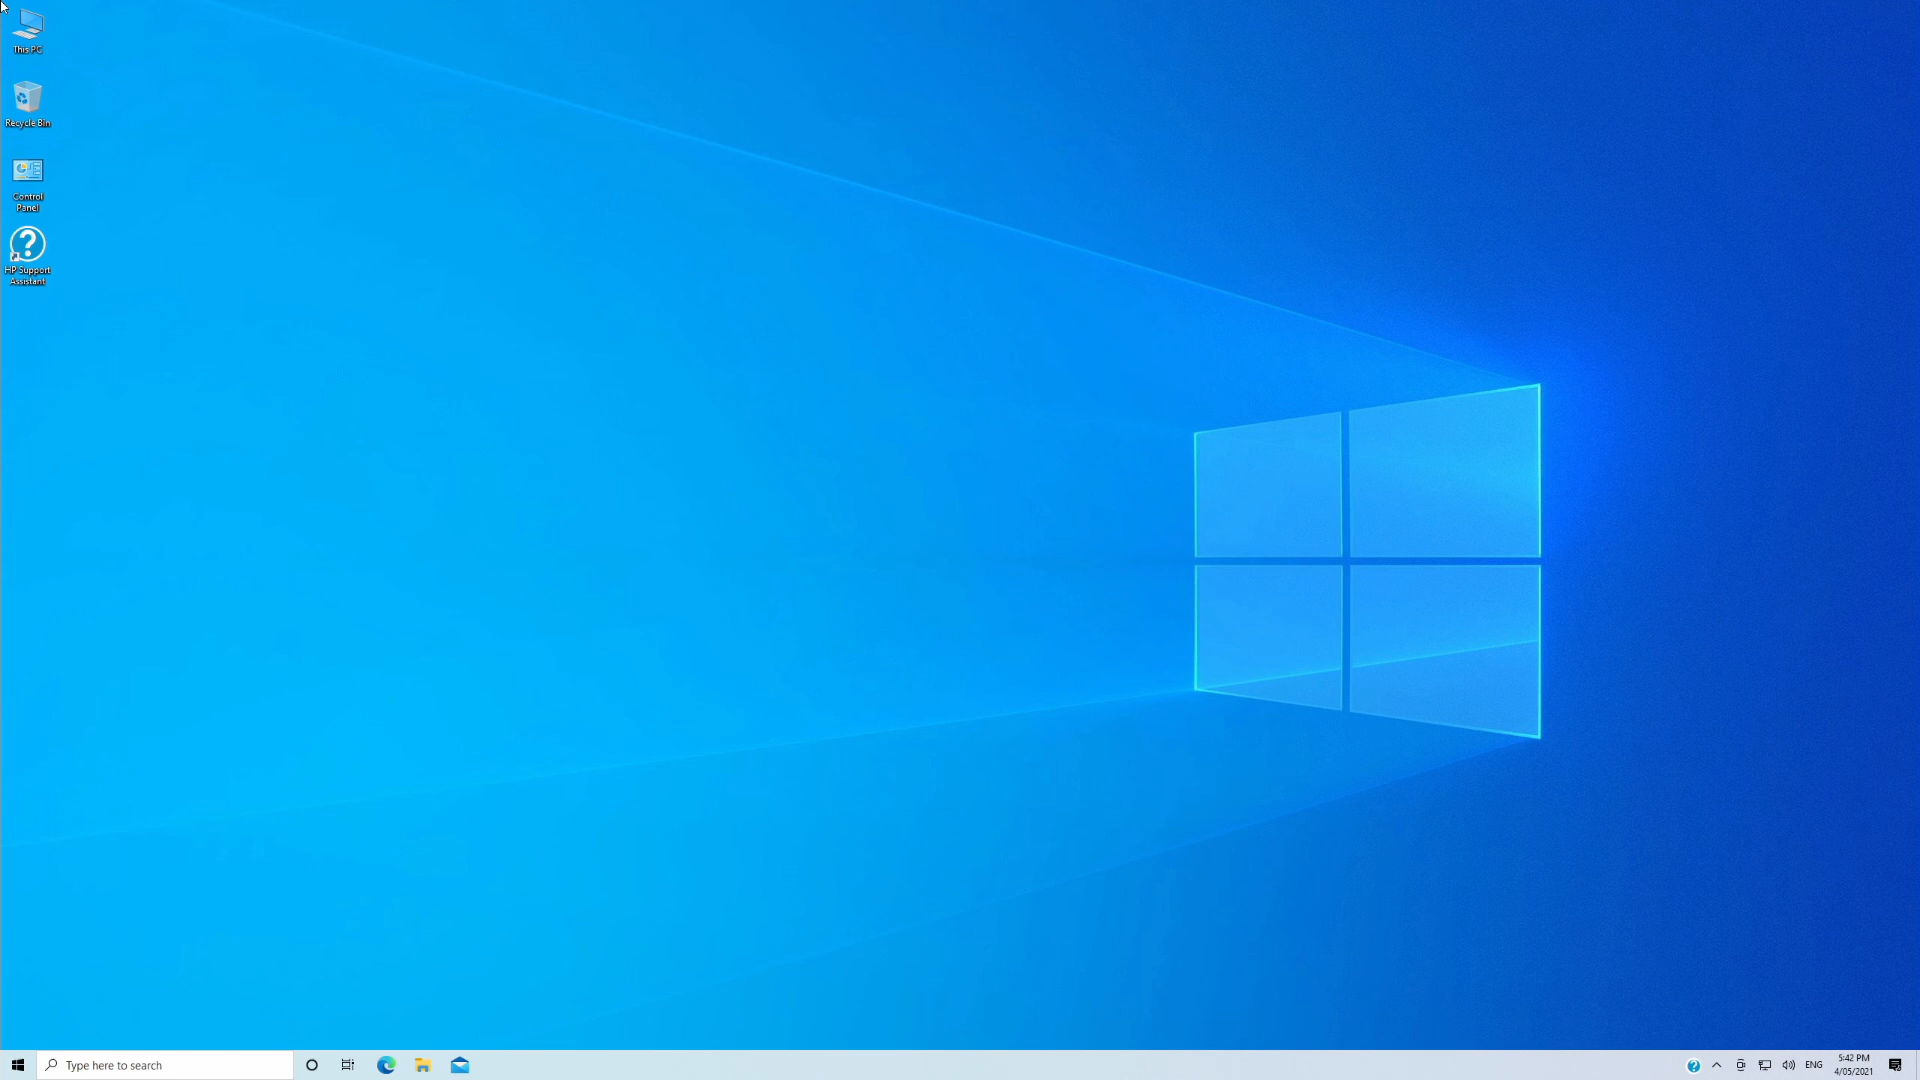 This PC
Recycle Bin
Control
Panel
HP Support
Assistant
Type here to search
ENG
5:42 PM
4/05/2021